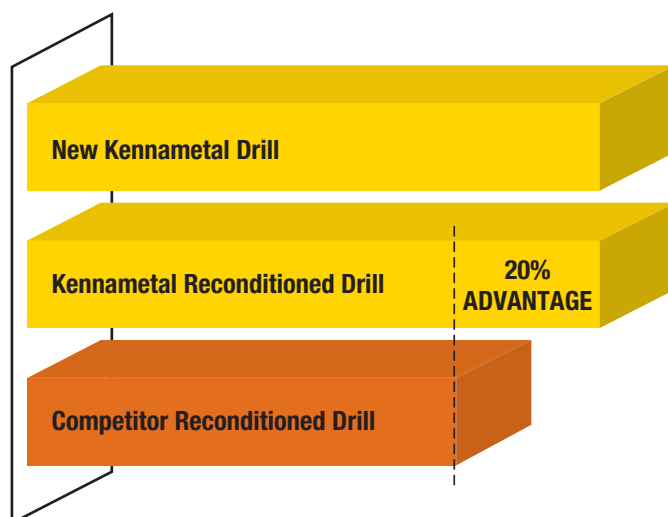 New Kennametal Drill
Kennametal Reconditioned Drill
20%
ADVANTAGE
Competitor Reconditioned Drill